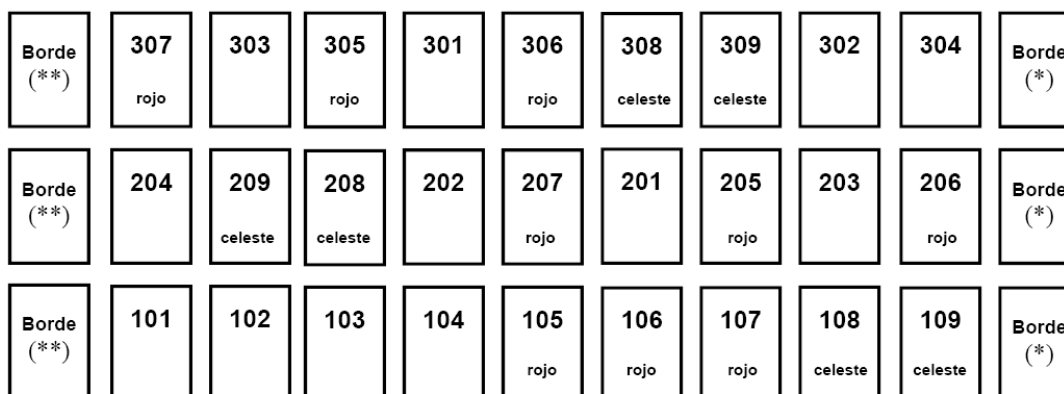 Borde (**) 307 rojo 303 305 rojo 301 306 rojo 308 celeste 309 celeste 302 304 Borde (*)
Borde (**) 204 209 celeste 208 celeste 202 207 rojo 201 205 rojo 203 206 rojo Borde (*)
Borde (**) 101 102 103 104 105 rojo 106 rojo 107 rojo 108 celeste 109 celeste Borde (*)